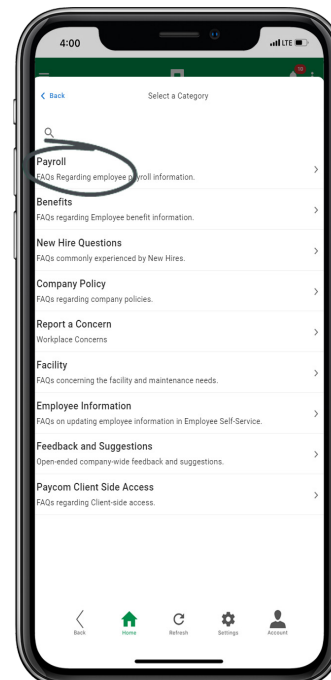 4:00 LTE
10
Back Select a Category
Payroll
FAQs Regarding employee payroll information.
Benefits
FAQs regarding Employee benefit information.
New Hire Questions
FAQs commonly experienced by New Hires.
Company Policy
FAQs regarding company policies.
Report a Concern
Workplace Concerns
Facility
FAQs concerning the facility and maintenance needs.
Employee Information
FAQs on updating employee information in Employee Self-Service.
Feedback and Suggestions
Open-ended company-wide feedback and suggestions.
Paycom Client Side Access
FAQs regarding Client-side access.
Back Home Refresh Settings Account